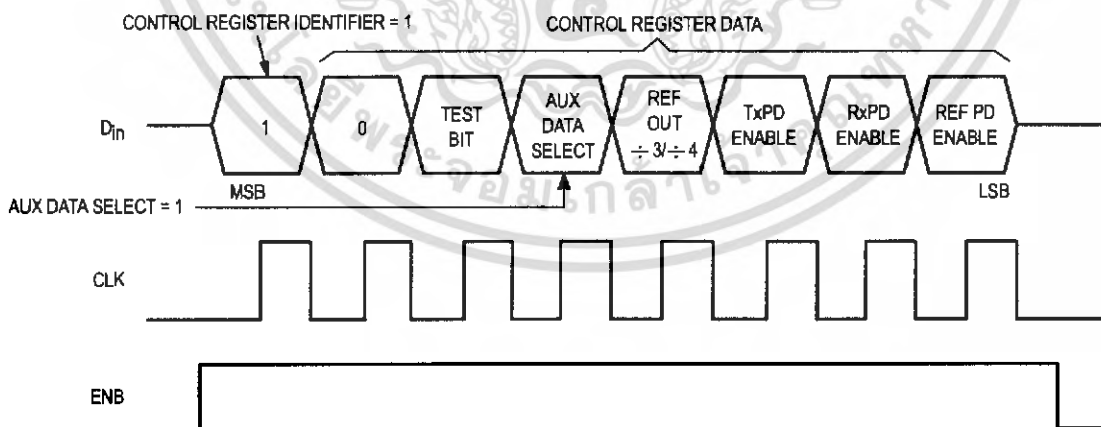 CONTROL REGISTER IDENTIFIER = 1
CONTROL REGISTER DATA
Din
1
0
TEST
BIT
AUX
DATA
SELECT
REF
OUT
÷ 3/÷ 4
TxPD
ENABLE
RxPD
ENABLE
REF PD
ENABLE
MSB
LSB
AUX DATA SELECT = 1
CLK
ENB